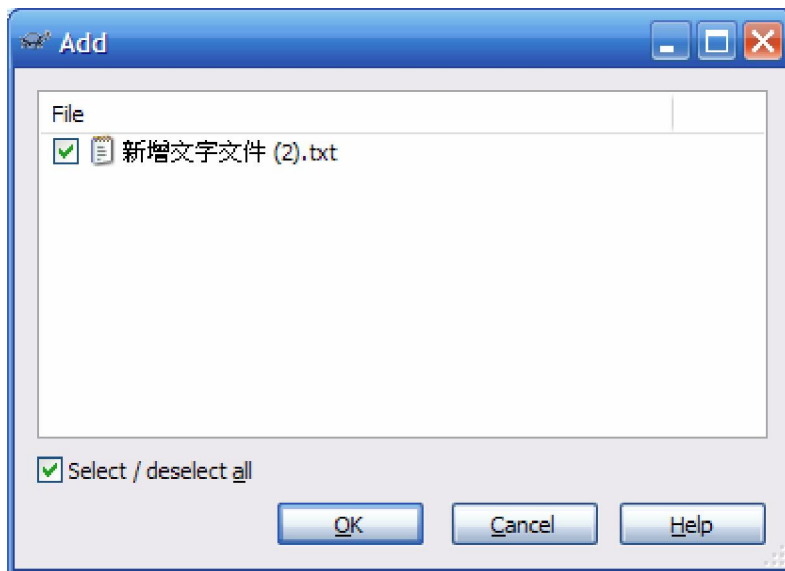 Add
File
新增文字文件 (2).txt
Select / deselect all
OK Cancel Help